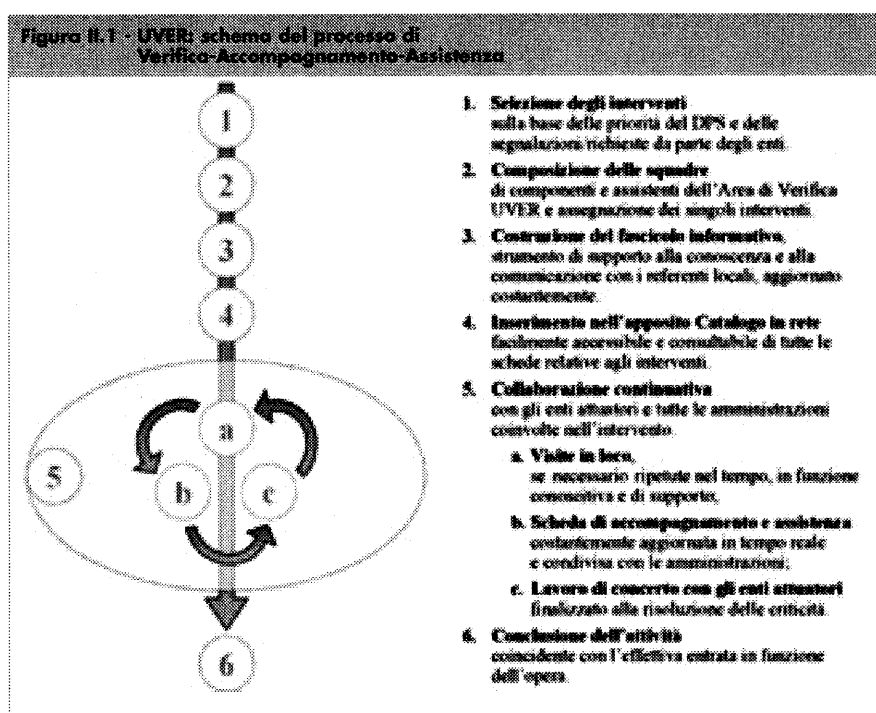 Figura II.1 - UVER: schema del processo di
Verifica-Accompagnamento-Assistenza
1
2
3
4
5
a
b
c
6
1. Selezione degli interventi
sulla base delle priorità del DPS e delle
segnalazioni/richieste da parte degli enti.
2. Composizione delle squadre
di componenti e assistenti dell'Area di Verifica
UVER e assegnazione dei singoli interventi.
3. Costruzione del fascicolo informativo,
strumento di supporto alla conoscenza e alla
comunicazione con i referenti locali, aggiornato
costantemente.
4. Inserimento nell'apposito Catalogo in rete
facilmente accessibile e consultabile di tutte le
schede relative agli interventi.
5. Collaborazione continuativa
con gli enti attuatori e tutte le amministrazioni
coinvolte nell'intervento.
a. Visite in loco,
se necessario ripetute nel tempo, in funzione
conoscitiva e di supporto;
b. Scheda di accompagnamento e assistenza
costantemente aggiornata in tempo reale
e condivisa con le amministrazioni;
c. Lavoro di concerto con gli enti attuatori
finalizzato alla risoluzione delle criticità.
6. Conclusione dell'attività
coincidente con l'effettiva entrata in funzione
dell'opera.